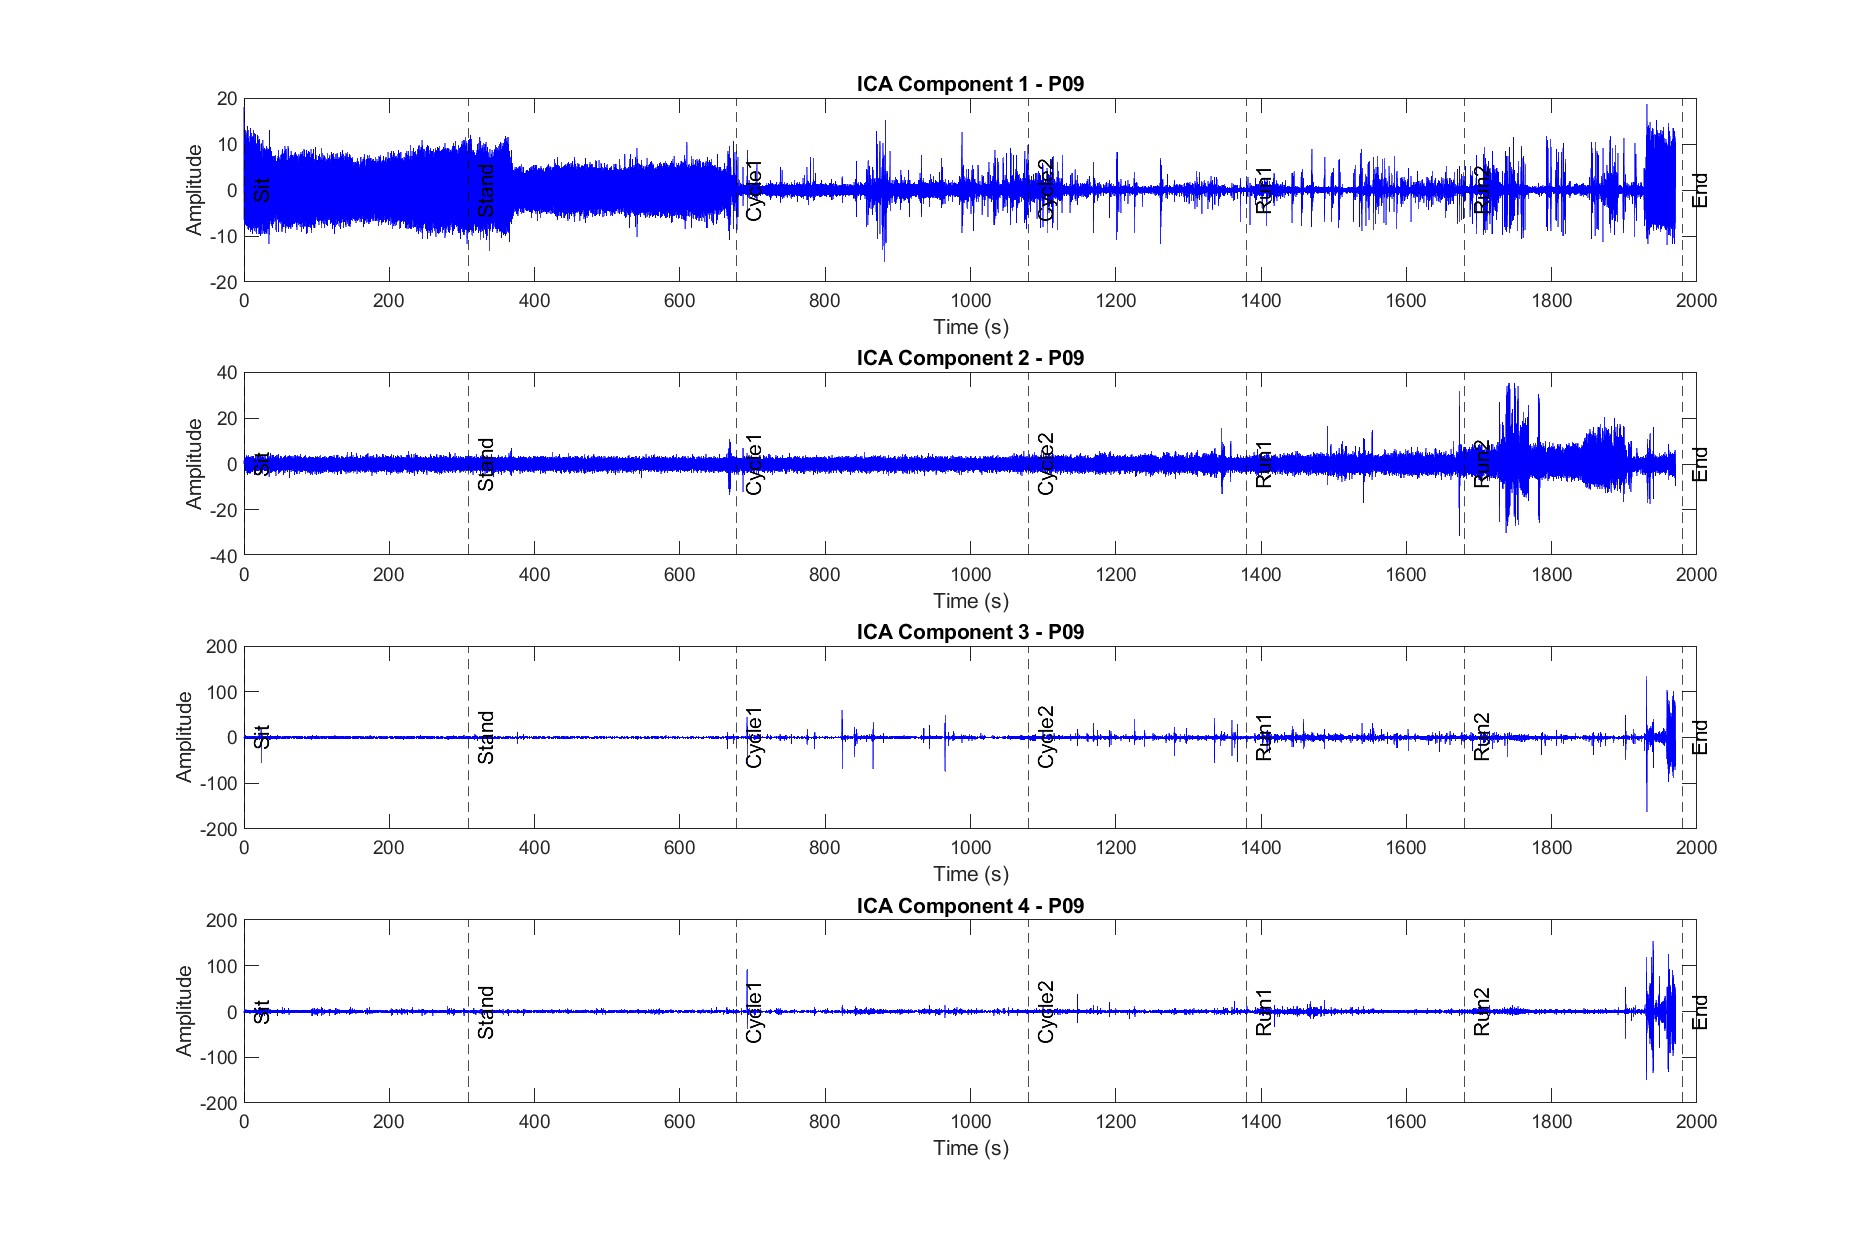 ICA Component 1 - P09
20
10
0
-10
-20
Amplitude
Sit
Stand
Cycle1
Cycle2
Run1
Run2
End
0 200 400 600 800 1000 1200 1400 1600 1800 2000
Time (s)
ICA Component 2 - P09
40
20
0
-20
-40
Amplitude
Sit
Stand
Cycle1
Cycle2
Run1
Run2
End
0 200 400 600 800 1000 1200 1400 1600 1800 2000
Time (s)
ICA Component 3 - P09
200
100
0
-100
-200
Amplitude
Sit
Stand
Cycle1
Cycle2
Run1
Run2
End
0 200 400 600 800 1000 1200 1400 1600 1800 2000
Time (s)
ICA Component 4 - P09
200
100
0
-100
-200
Amplitude
Sit
Stand
Cycle1
Cycle2
Run1
Run2
End
0 200 400 600 800 1000 1200 1400 1600 1800 2000
Time (s)